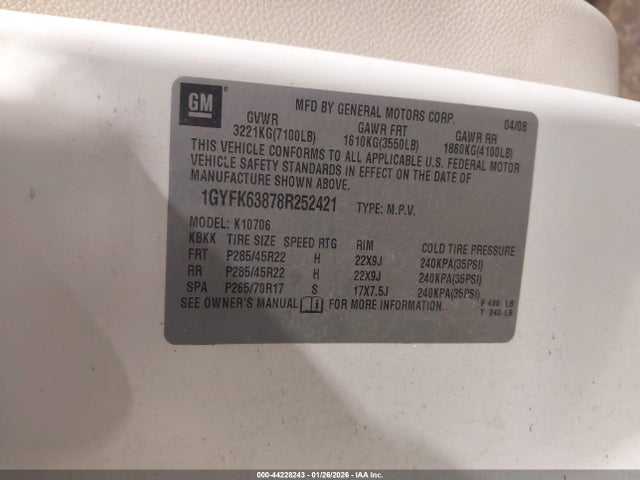 GM
MFD BY GENERAL MOTORS CORP. 04/08
GVWR GAWR FRT GAWR RR
3221KG(7100LB) 1610KG(3550LB) 1860KG(4100LB)
THIS VEHICLE CONFORMS TO ALL APPLICABLE U.S. FEDERAL MOTOR
VEHICLE SAFETY STANDARDS IN EFFECT ON THE DATE OF
MANUFACTURE SHOWN ABOVE.
1GYFK63878R252421 TYPE: M.P.V.
MODEL: K10706
K8KK TIRE SIZE SPEED RTG RIM COLD TIRE PRESSURE
FRT P285/45R22 H 22X9J 240KPA(35PSI)
RR P285/45R22 H 22X9J 240KPA(35PSI)
SPA P265/70R17 S 17X7.5J 240KPA(35PSI)
SEE OWNER'S MANUAL FOR MORE INFORMATION.
F 495 LB
T 240 LB
000-44228243 | 01/26/2026 | IAA Inc.